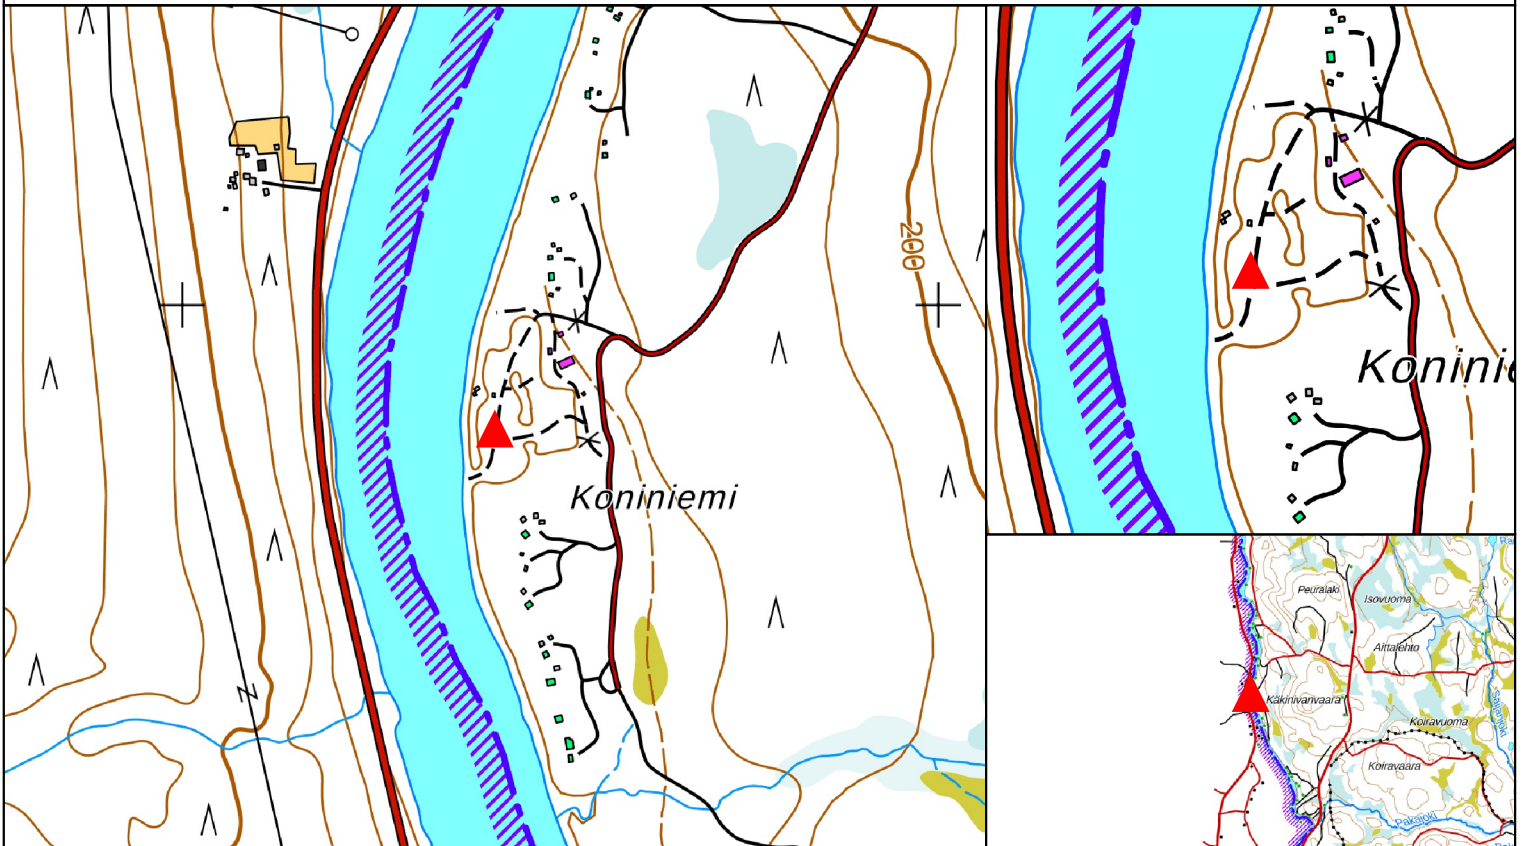 200
Koniniemi
Koninie
Peuralaki
Isovuoma
Aittalehto
Käkinivanvaara
Koiravuoma
Koiravaara
Pakajoki